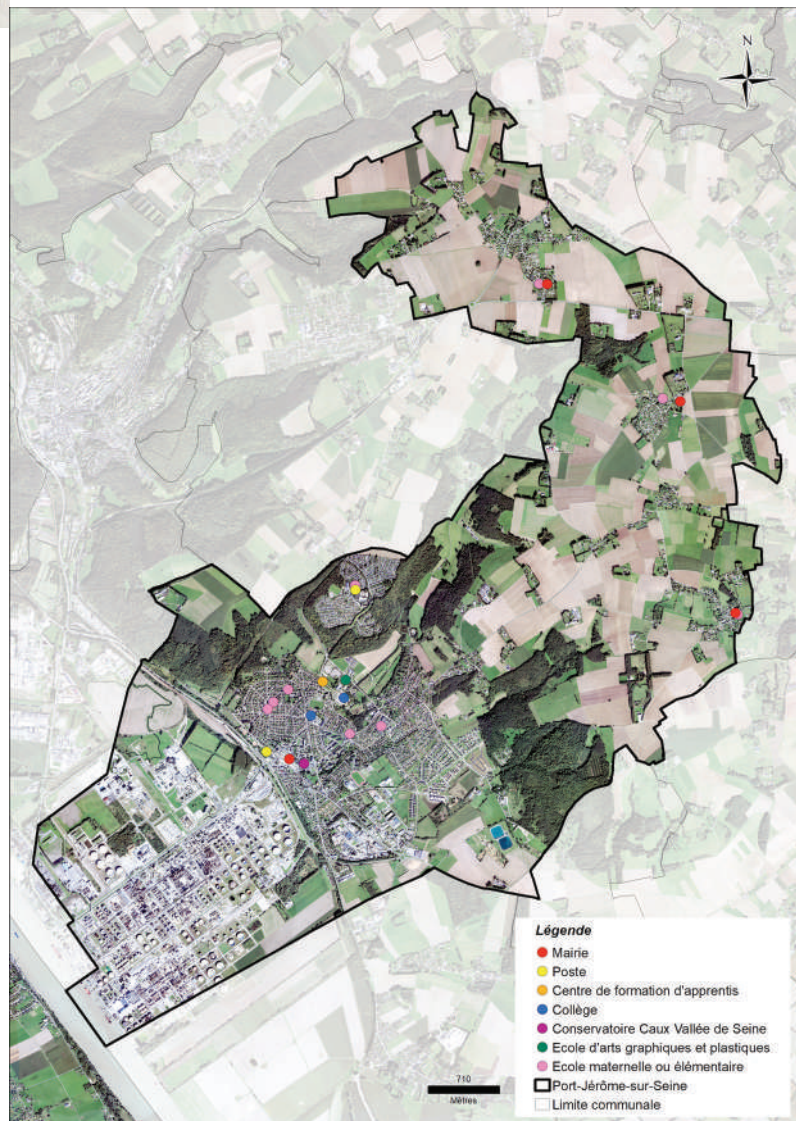 N
Légende
Mairie
Poste
Centre de formation d'apprentis
Collège
Conservatoire Caux Vallée de Seine
Ecole d'arts graphiques et plastiques
Ecole maternelle ou élémentaire
Port-Jérôme-sur-Seine
Limite communale
710
Mètres